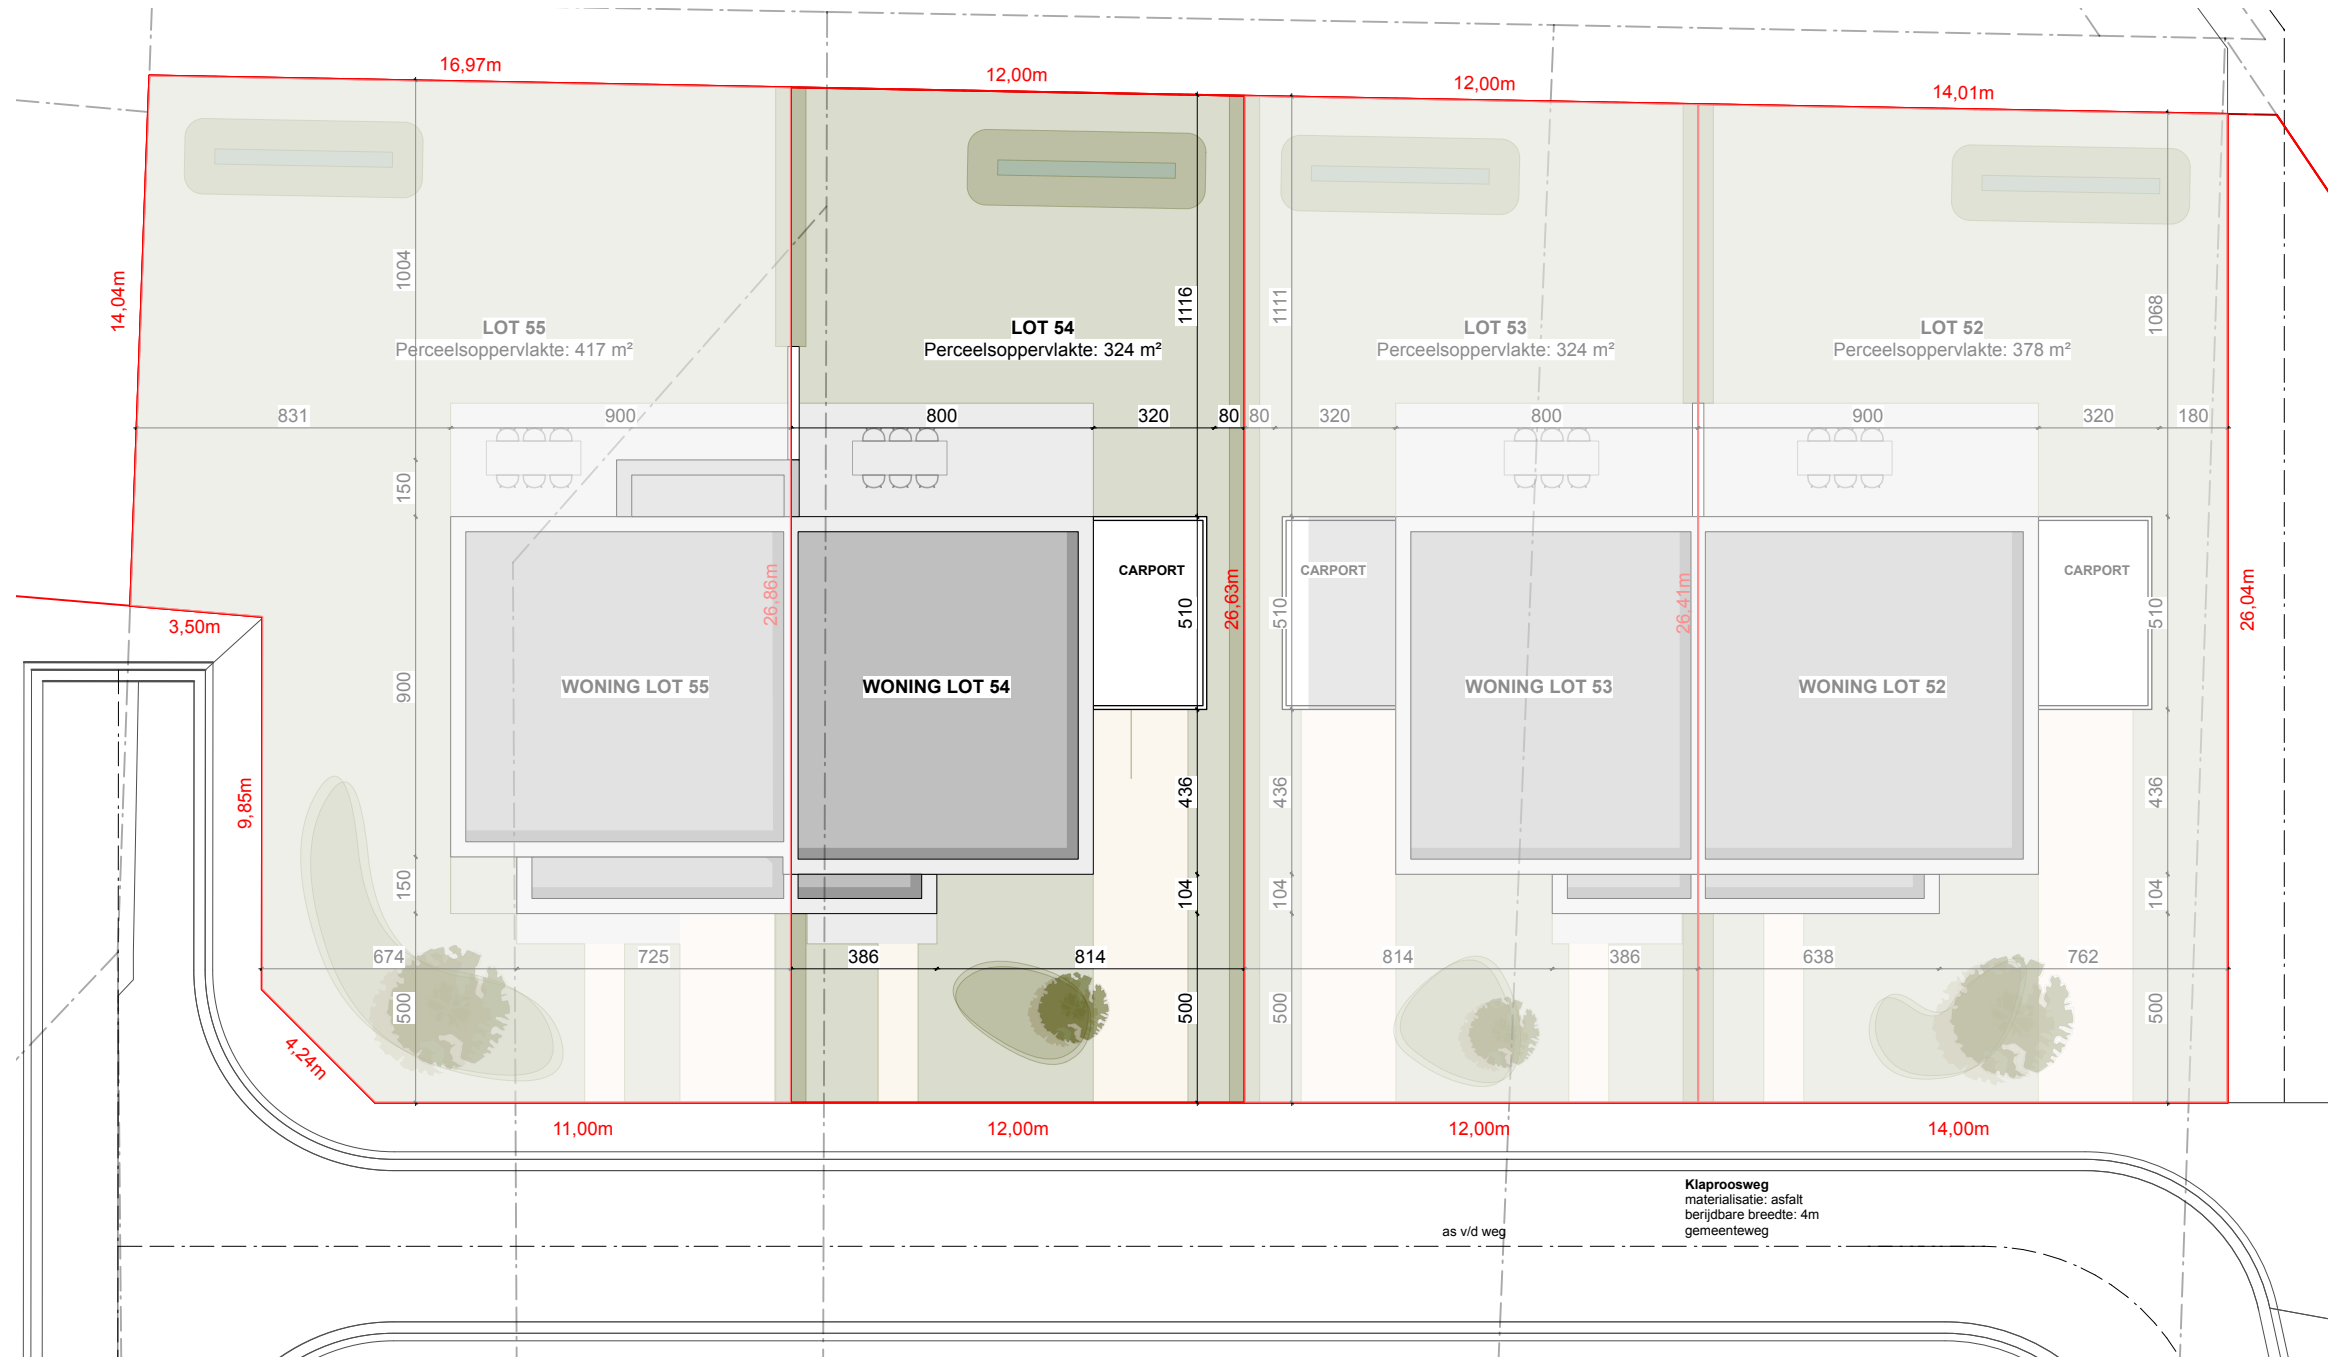 16,97m
12,00m
12,00m
14,01m
14,04m
1004
1116
1111
1068
LOT 55
Perceelsoppervlakte: 417 m²
LOT 54
Perceelsoppervlakte: 324 m²
LOT 53
Perceelsoppervlakte: 324 m²
LOT 52
Perceelsoppervlakte: 378 m²
831
900
800
320
80
80
320
800
900
320
180
150
CARPORT
CARPORT
CARPORT
26,86m
510
26,63m
510
26,41m
510
26,04m
3,50m
900
WONING LOT 55
WONING LOT 54
WONING LOT 53
WONING LOT 52
9,85m
436
436
436
150
104
104
104
674
725
386
814
814
386
638
762
500
500
500
500
4,24m
11,00m
12,00m
12,00m
14,00m
Klaproosweg
materialisatie: asfalt
berijdbare breedte: 4m
gemeenteweg
as v/d weg